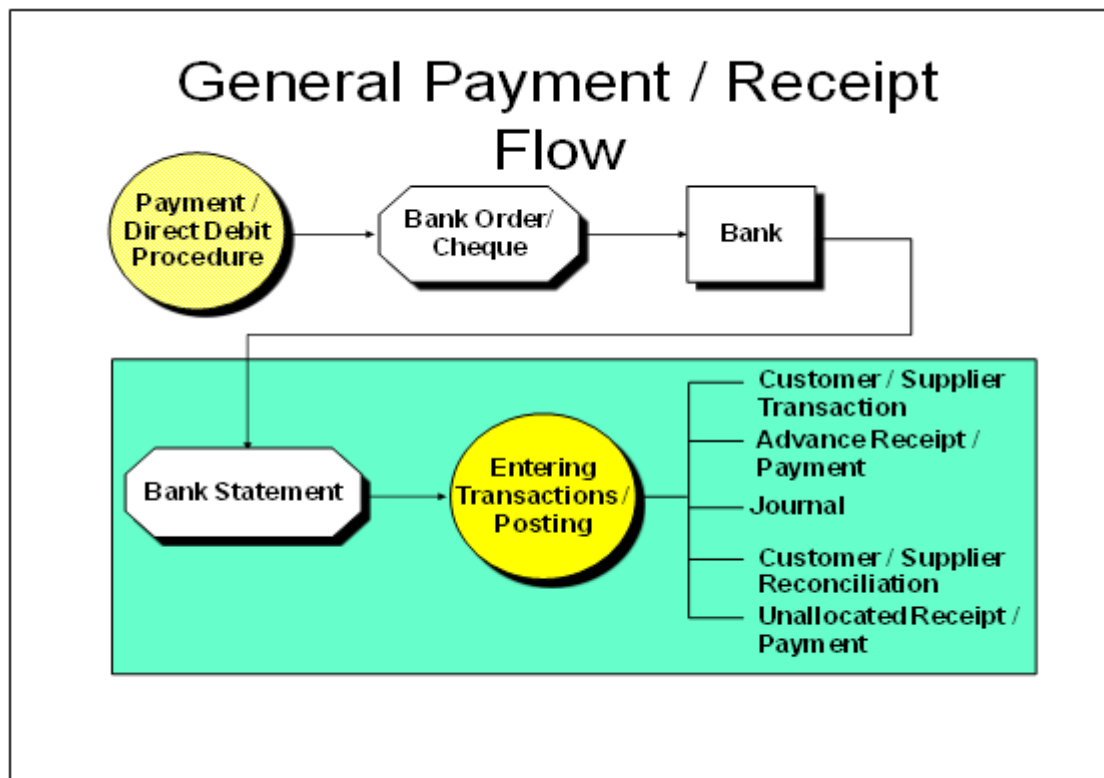 General Payment / Receipt
Flow
Payment /
Direct Debit
Procedure
Bank Order/
Cheque
Bank
Bank Statement
Entering
Transactions /
Posting
Customer / Supplier
Transaction
Advance Receipt /
Payment
Journal
Customer / Supplier
Reconciliation
Unallocated Receipt /
Payment